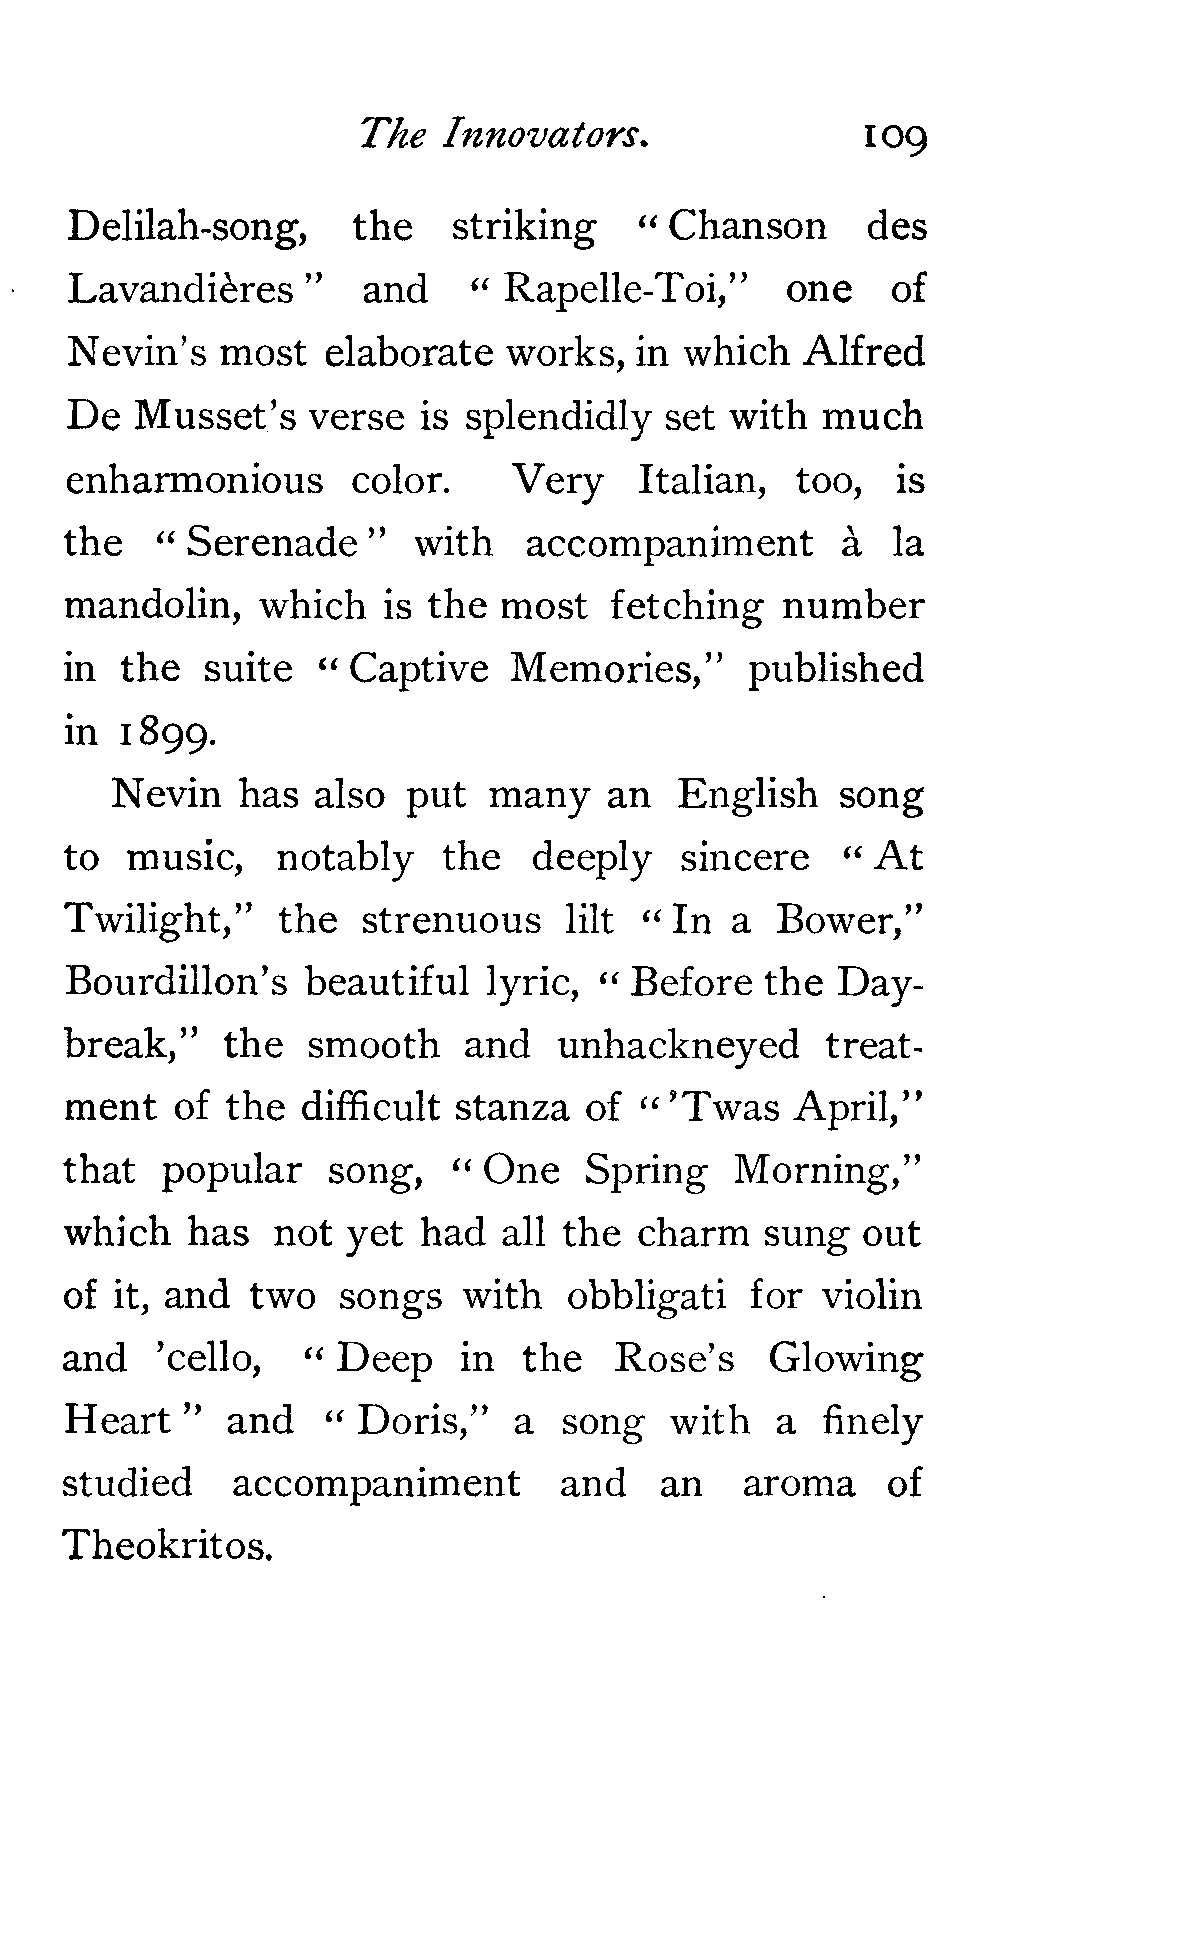 The Innovators. 109
Delilah-song, the striking “Chanson des
Lavandières” and “Rapelle-Toi,” one of
Nevin's most elaborate works, in which Alfred
De Musset's verse is splendidly set with much
enharmonious color. Very Italian, too, is
the “Serenade” with accompaniment à la
mandolin, which is the most fetching number
in the suite “Captive Memories,” published
in 1899.
Nevin has also put many an English song
to music, notably the deeply sincere “At
Twilight,” the strenuous lilt “In a Bower,”
Bourdillon's beautiful lyric, “Before the Day-
break,” the smooth and unhackneyed treat-
ment of the difficult stanza of “'Twas April,”
that popular song, “One Spring Morning,”
which has not yet had all the charm sung out
of it, and two songs with obbligati for violin
and 'cello, “Deep in the Rose's Glowing
Heart” and “Doris,” a song with a finely
studied accompaniment and an aroma of
Theokritos.